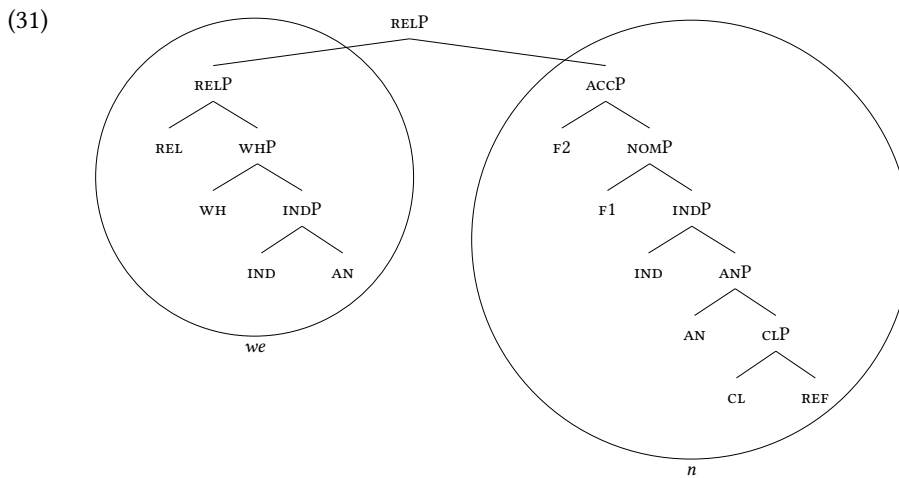 (31)
RELP
RELP ACCP
REL WHP F2 NOMP
WH INDP F1 INDP
IND AN IND ANP
AN CLP
we
CL REF
n